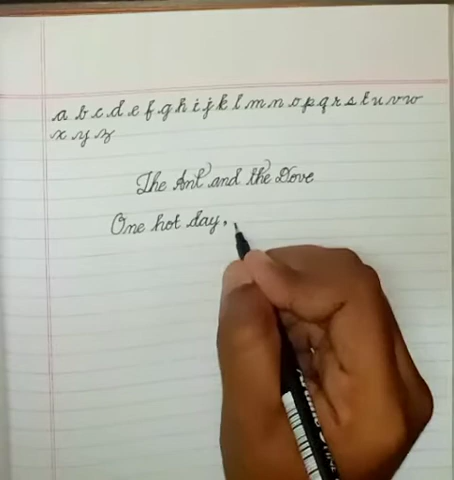 a b c d e f g h i j k l m n o p q r s t u v w
x y z
The Ant and the Dove
One hot day,